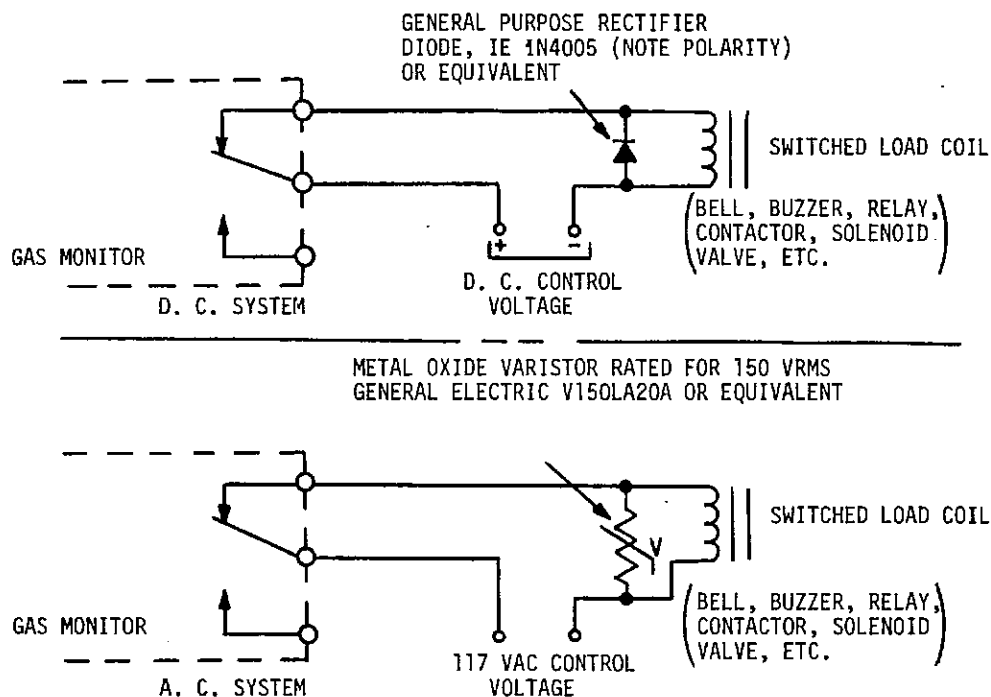 GENERAL PURPOSE RECTIFIER
DIODE, IE 1N4005 (NOTE POLARITY)
OR EQUIVALENT
SWITCHED LOAD COIL
(BELL, BUZZER, RELAY,
CONTACTOR, SOLENOID
VALVE, ETC.)
+ -
GAS MONITOR
D. C. SYSTEM
D. C. CONTROL
VOLTAGE
METAL OXIDE VARISTOR RATED FOR 150 VRMS
GENERAL ELECTRIC V150LA20A OR EQUIVALENT
SWITCHED LOAD COIL
V
(BELL, BUZZER, RELAY,
CONTACTOR, SOLENOID
VALVE, ETC.)
GAS MONITOR
A. C. SYSTEM
117 VAC CONTROL
VOLTAGE